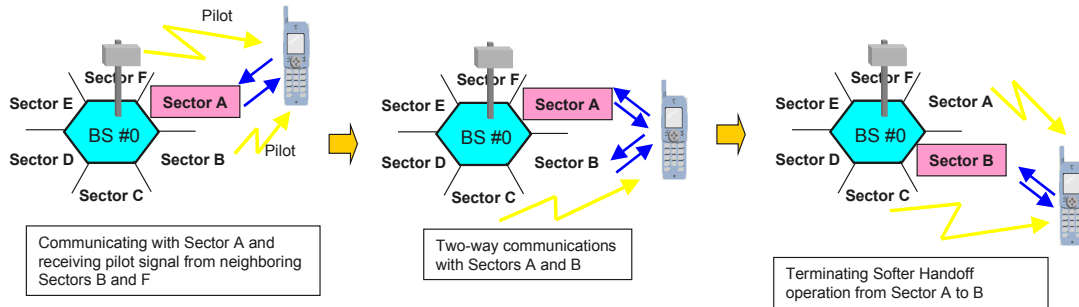 Pilot
Sector F
Sector E
Sector A
BS #0
Sector D
Sector B
Pilot
Sector C
Communicating with Sector A and
receiving pilot signal from neighboring
Sectors B and F
Sector F
Sector E
Sector A
BS #0
Sector D
Sector B
Sector C
Two-way communications
with Sectors A and B
Sector F
Sector E
Sector A
BS #0
Sector D
Sector B
Sector C
Terminating Softer Handoff
operation from Sector A to B